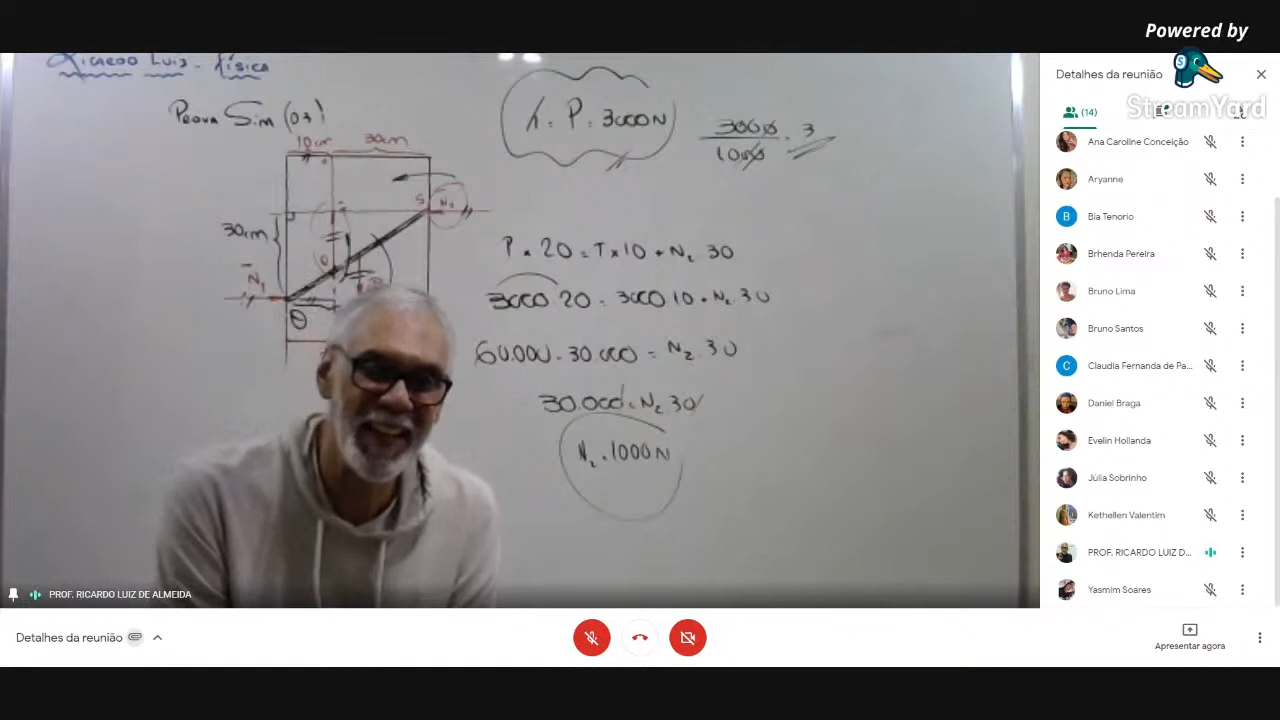 Powered by
StreamYard
Ricardo Luiz - Física
Prova Sim (03)
10cm 30cm
S N₂
30cm
N₁
O
T = P = 3000N
3000 = 3
1000
P × 20 = T × 10 + N₂ 30
3000 . 20 = 3000 . 10 + N₂ . 30
60.000 - 30.000 = N₂ . 30
30.000 = N₂ 30
N₂ = 1000N
PROF. RICARDO LUIZ DE ALMEIDA
Detalhes da reunião
(14)
Ana Caroline Conceição
Aryanne
B Bia Tenorio
Brhenda Pereira
Bruno Lima
Bruno Santos
C Claudia Fernanda de Pa...
Daniel Braga
Evelin Hollanda
Júlia Sobrinho
Kethellen Valentim
PROF. RICARDO LUIZ D...
Yasmim Soares
Detalhes da reunião
Apresentar agora